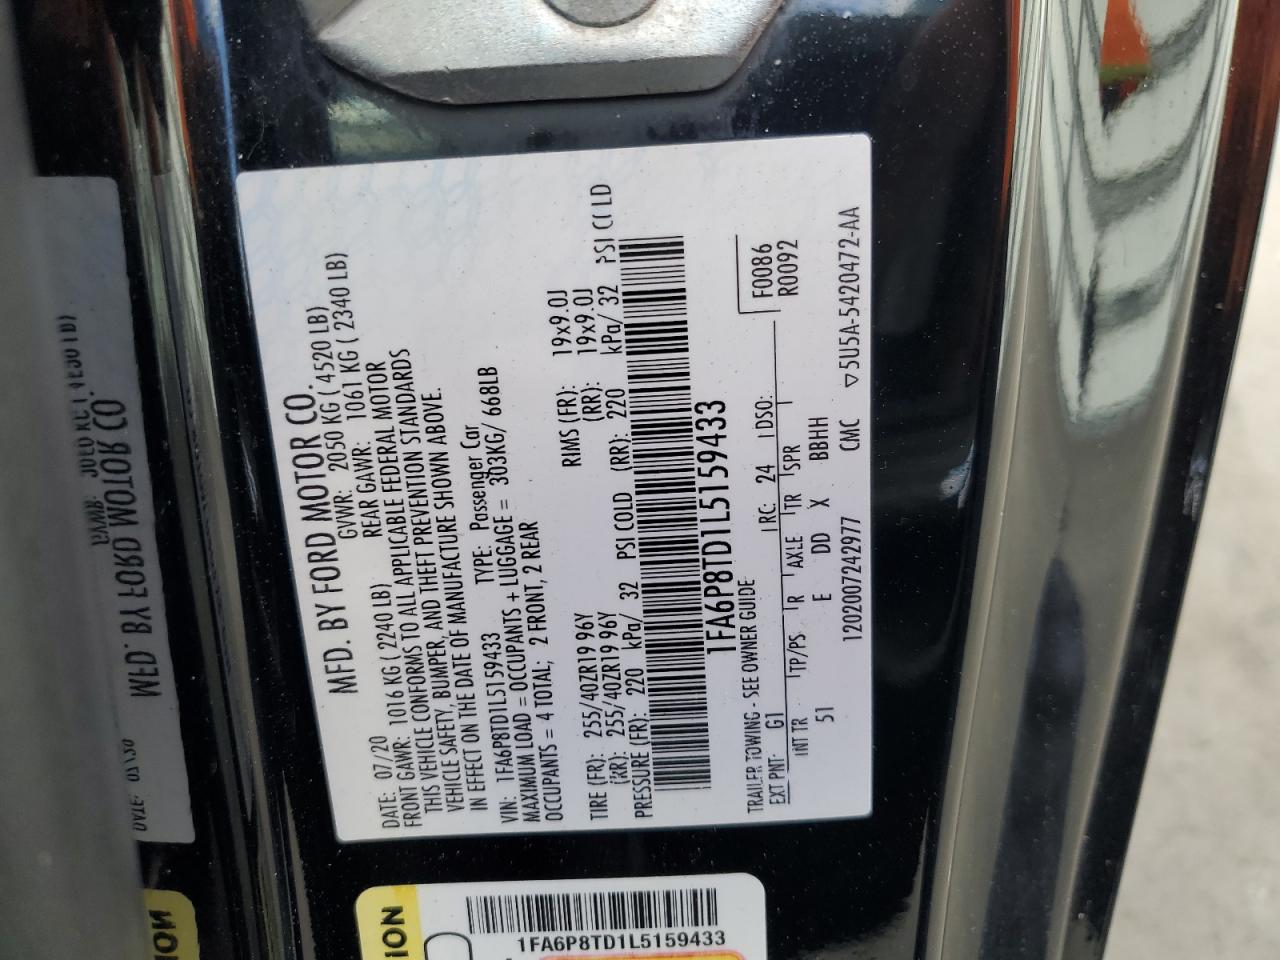 MFD. BY FORD MOTOR CO.
DATE: 07/20 GVWR: 2050 KG ( 4520 LB)
FRONT GAWR: 1016 KG ( 2240 LB) REAR GAWR: 1061 KG ( 2340 LB)
THIS VEHICLE CONFORMS TO ALL APPLICABLE FEDERAL MOTOR
VEHICLE SAFETY, BUMPER, AND THEFT PREVENTION STANDARDS
IN EFFECT ON THE DATE OF MANUFACTURE SHOWN ABOVE.
VIN: 1FA6P8TD1L5159433 TYPE: Passenger Car
MAXIMUM LOAD = OCCUPANTS + LUGGAGE = 303KG/ 668LB
OCCUPANTS = 4 TOTAL; 2 FRONT, 2 REAR
TIRE (FR): 255/40ZR19 96Y RIMS (FR): 19x9.0J
(RR): 255/40ZR19 96Y (RR): 19x9.0J
PRESSURE (FR): 220 kPa/ 32 PSI COLD (RR): 220 kPa/ 32 PSI COLD
1FA6P8TD1L5159433
TRAILER TOWING - SEE OWNER GUIDE
F0086
R0092
EXT PNT: G1 RC: 24 DSO:
INT TR TP/PS R AXLE TR SPR
51 E DD X BBHH
120200724297​7 CMC ▽5U5A-5420472-AA
ION
1FA6P8TD1L5159433
MFD. BY FORD MOTOR CO.
ION